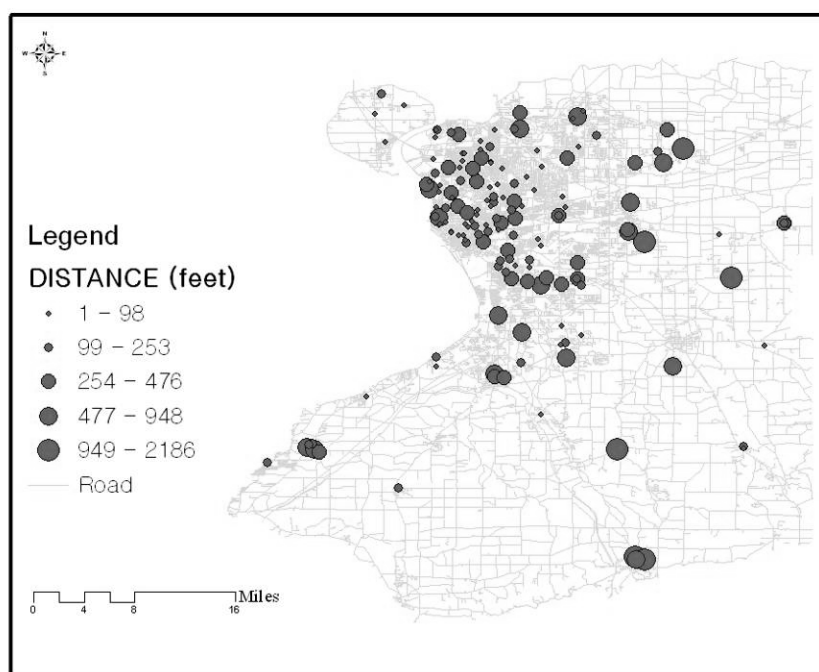 N
W E
S
Legend
DISTANCE (feet)
1 – 98
99 – 253
254 – 476
477 – 948
949 – 2186
Road
Miles
0 4 8 16